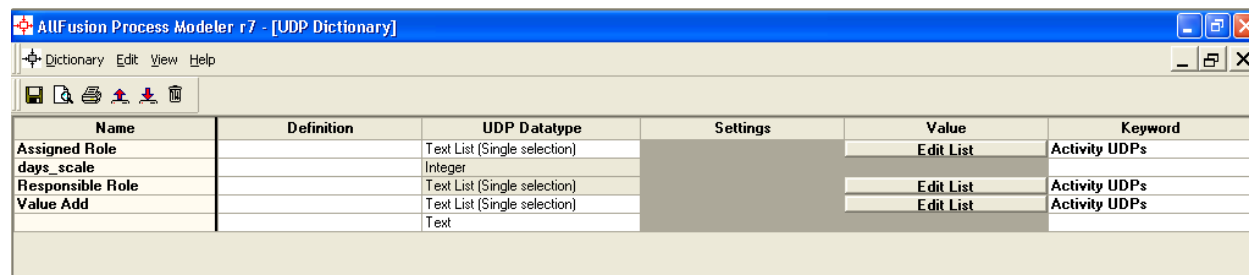 AllFusion Process Modeler r7 - [UDP Dictionary]
Dictionary Edit View Help
Name Definition UDP Datatype Settings Value Keyword
Assigned Role Text List (Single selection) Edit List Activity UDPs
days_scale Integer
Responsible Role Text List (Single selection) Edit List Activity UDPs
Value Add Text List (Single selection) Edit List Activity UDPs
Text